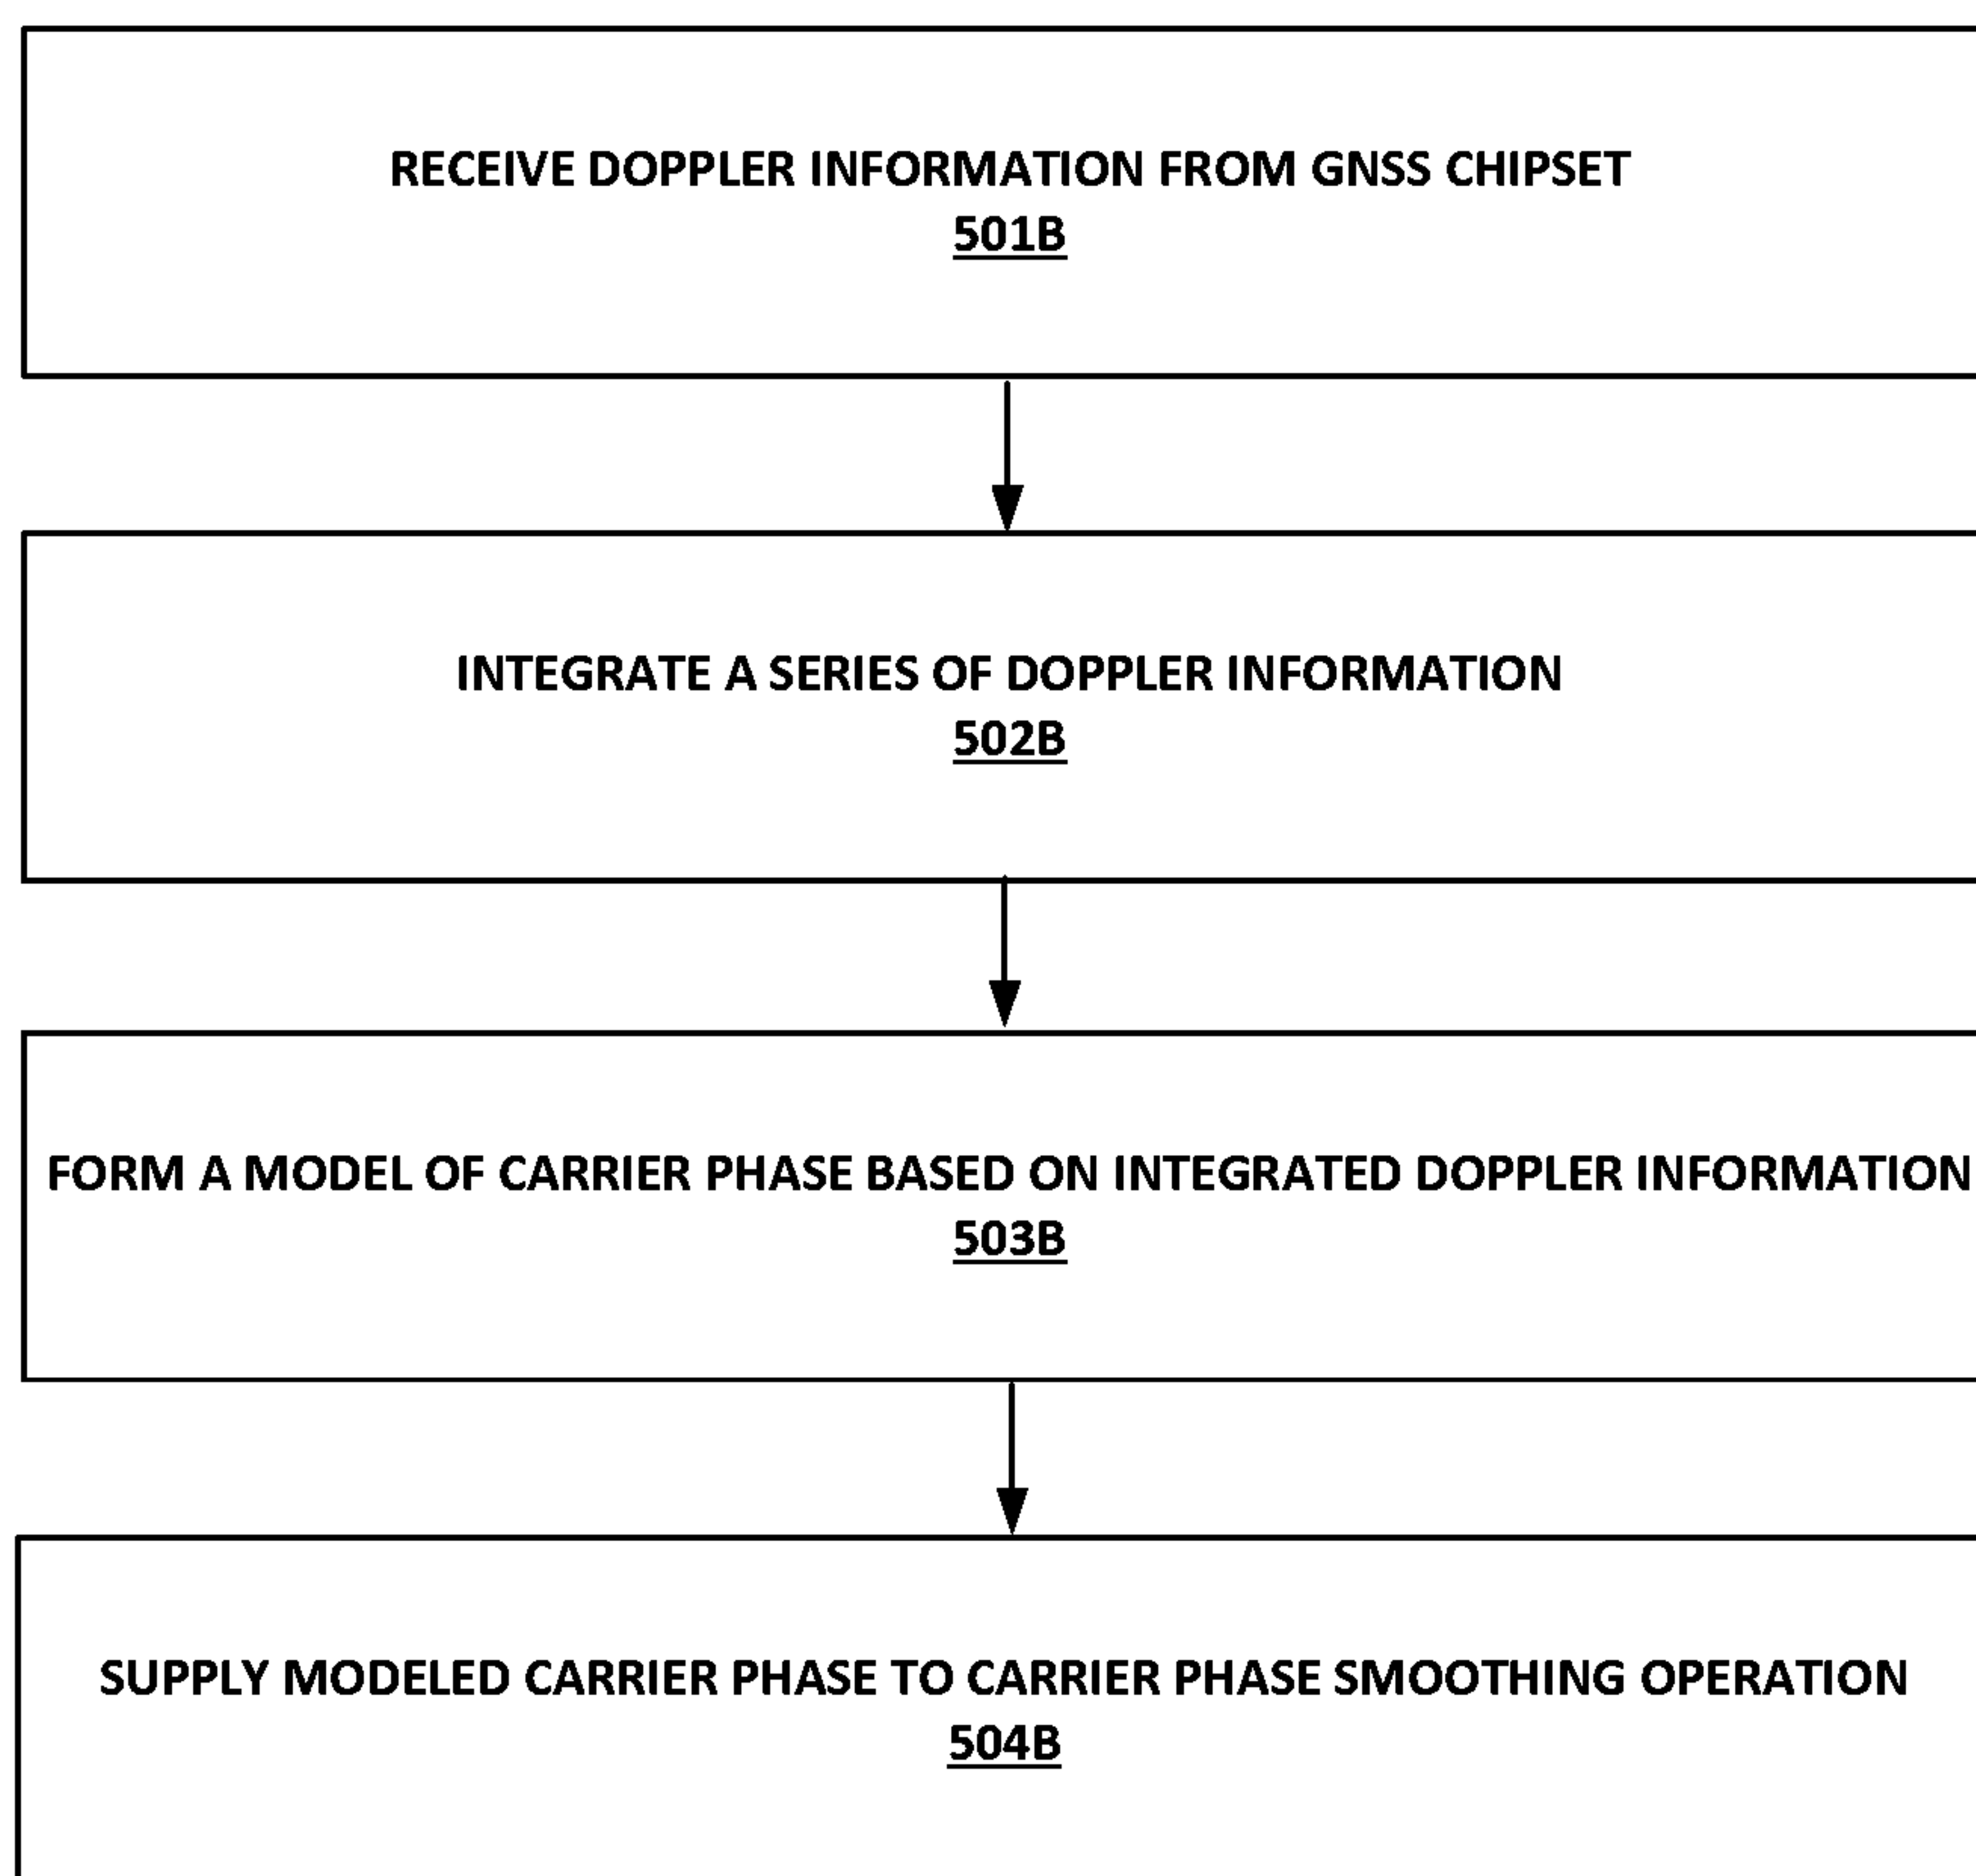 RECEIVE DOPPLER INFORMATION FROM GNSS CHIPSET
501B
INTEGRATE A SERIES OF DOPPLER INFORMATION
502B
FORM A MODEL OF CARRIER PHASE BASED ON INTEGRATED DOPPLER INFORMATION
503B
SUPPLY MODELED CARRIER PHASE TO CARRIER PHASE SMOOTHING OPERATION
504B